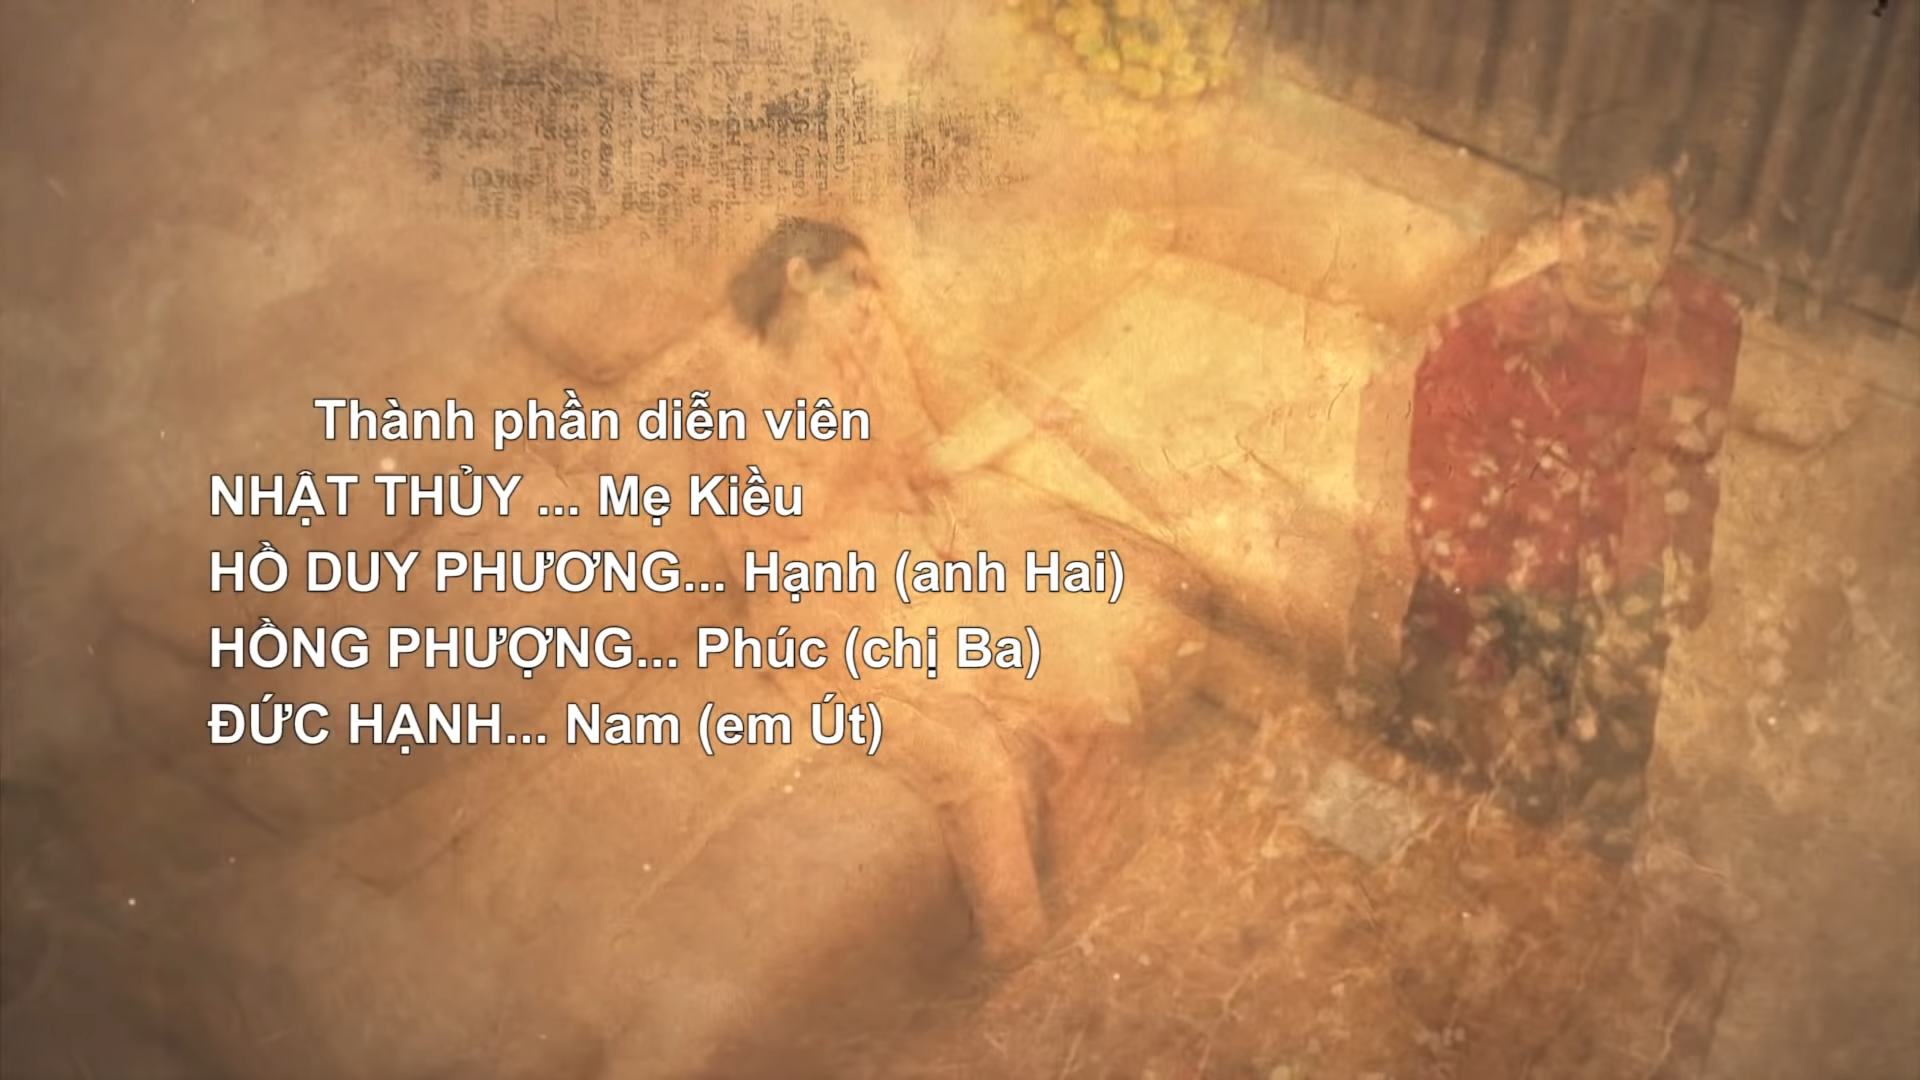 Thành phần diễn viên
NHẬT THỦY ... Mẹ Kiều
HỒ DUY PHƯƠNG... Hạnh (anh Hai)
HỒNG PHƯỢNG... Phúc (chị Ba)
ĐỨC HẠNH... Nam (em Út)